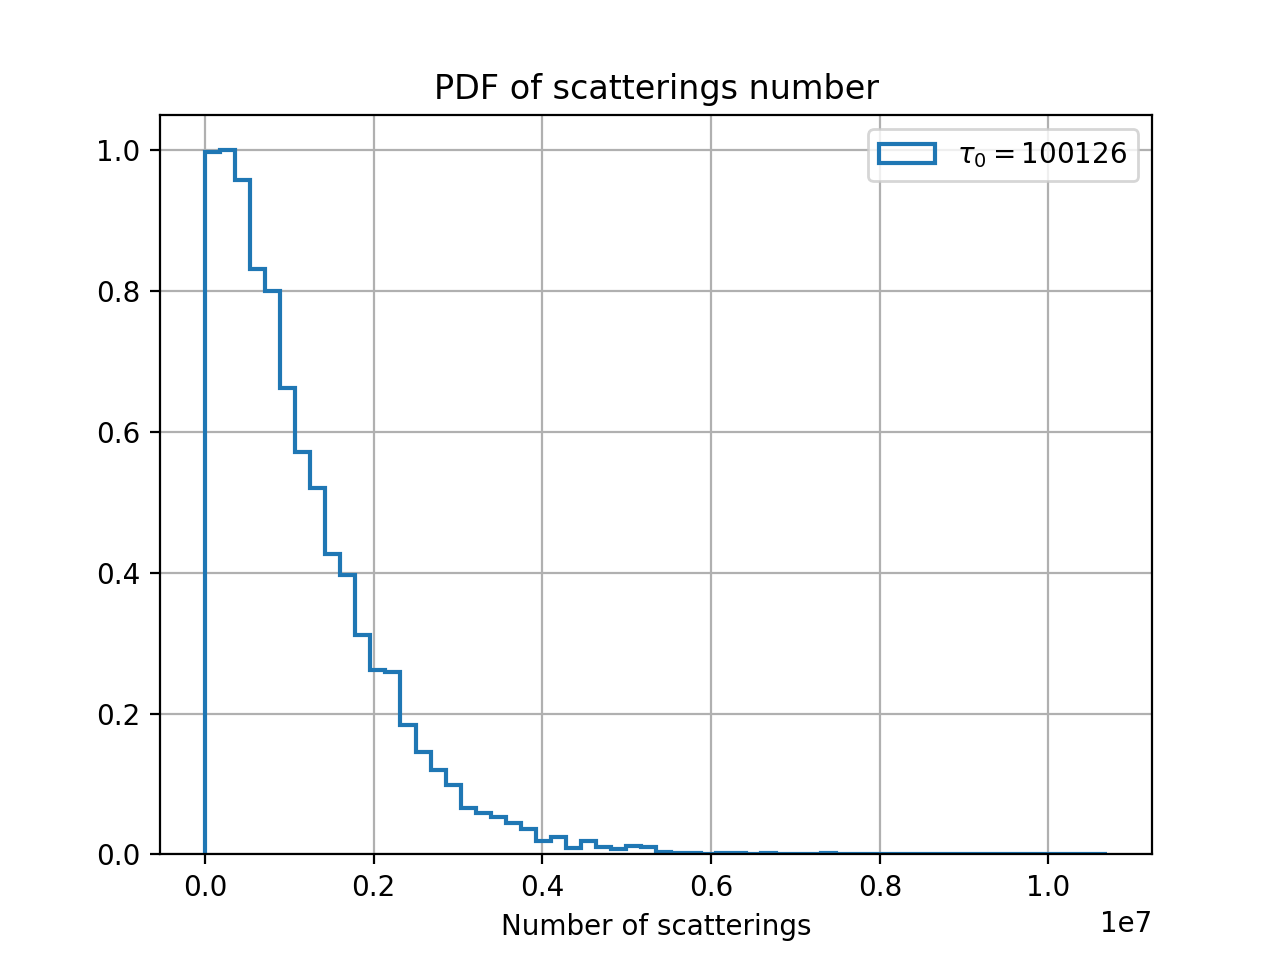 PDF of scatterings number
τ₀ = 100126
1.0
0.8
0.6
0.4
0.2
0.0
0.0 0.2 0.4 0.6 0.8 1.0
1e7
Number of scatterings